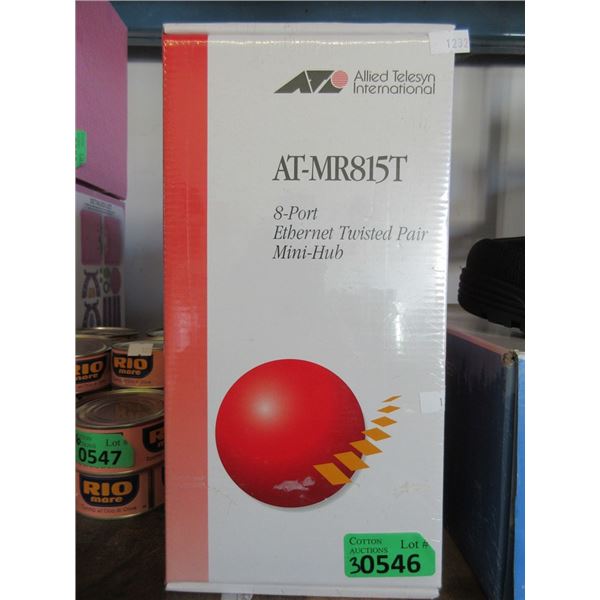 1232
Allied Telesyn
International
AT-MR815T
8-Port
Ethernet Twisted Pair
Mini-Hub
COTTON
AUCTIONS
Lot #
30546
Lot #
0547
RIO
mare
RIO
mare
RIO
mare